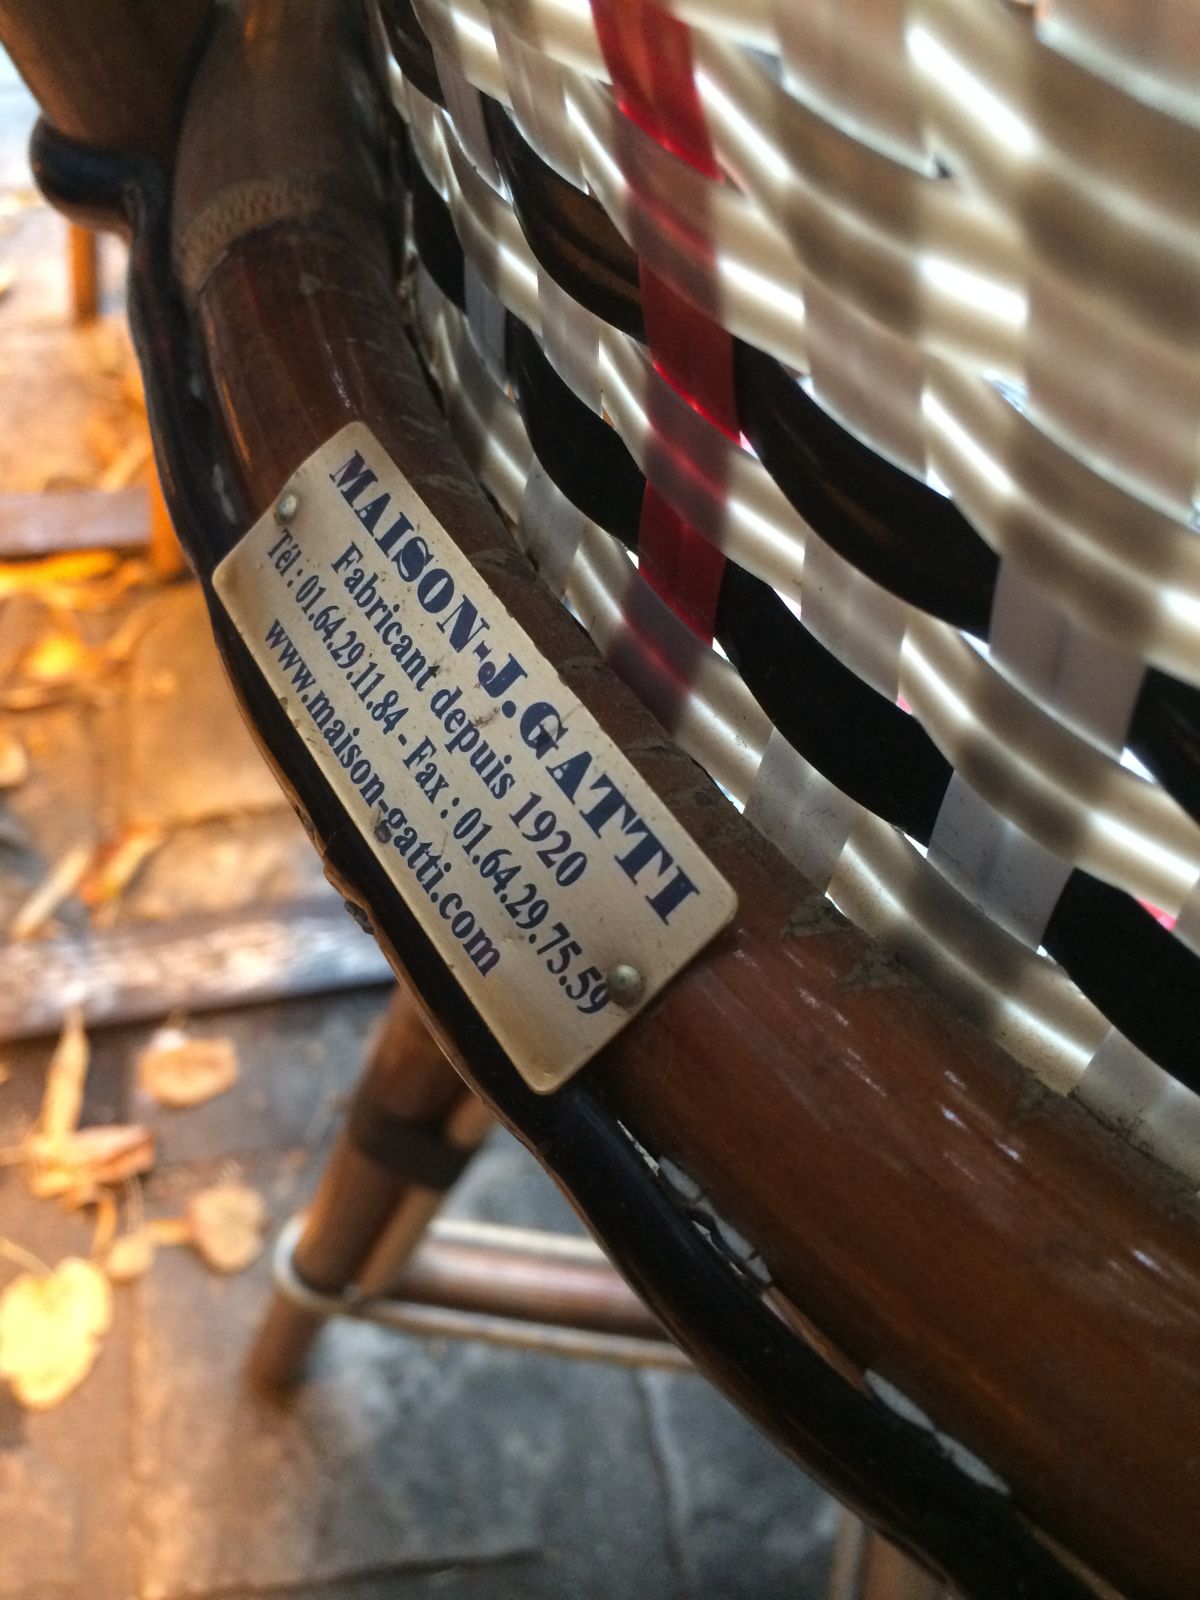 MAISON-J.GATTI
Fabricant depuis 1920
Tél : 01.64.29.11.84 - Fax : 01.64.29.75.59
www.maison-gatti.com